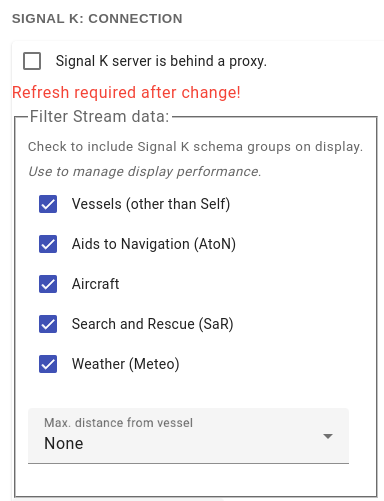 SIGNAL K: CONNECTION
Signal K server is behind a proxy.
Refresh required after change!
Filter Stream data:
Check to include Signal K schema groups on display.
Use to manage display performance.
Vessels (other than Self)
Aids to Navigation (AtoN)
Aircraft
Search and Rescue (SaR)
Weather (Meteo)
Max. distance from vessel
None